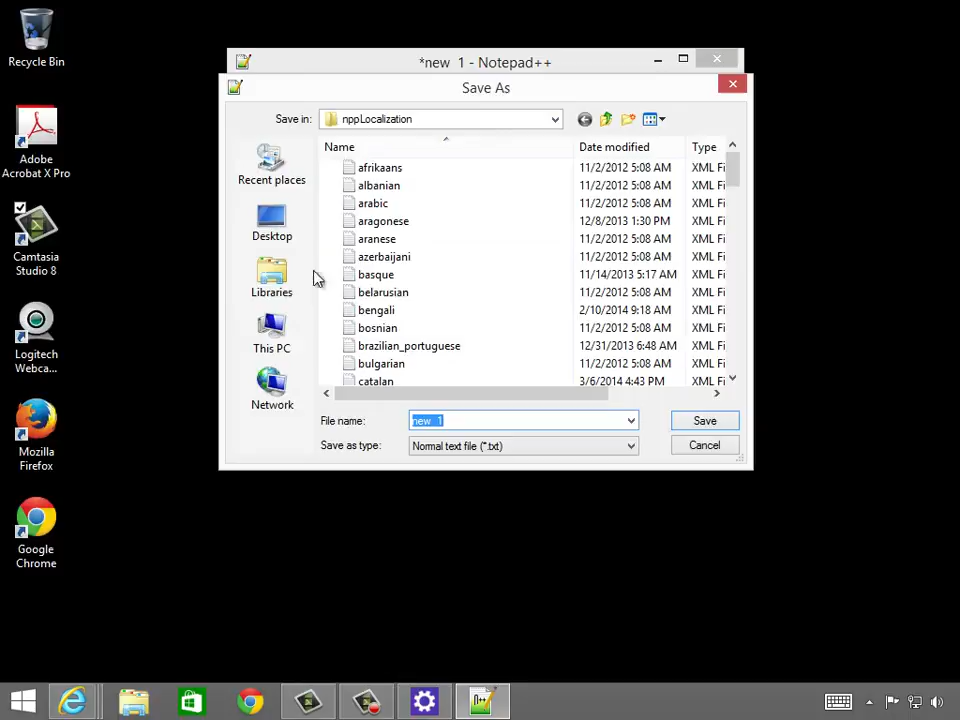 Recycle Bin
Adobe
Acrobat X Pro
Camtasia
Studio 8
Logitech
Webca...
Mozilla
Firefox
Google
Chrome
*new 1 - Notepad++
Save As
Save in:
nppLocalization
Name
Date modified
Type
Recent places
Desktop
Libraries
This PC
Network
afrikaans 11/2/2012 5:08 AM XML Fi
albanian 11/2/2012 5:08 AM XML Fi
arabic 11/2/2012 5:08 AM XML Fi
aragonese 12/8/2013 1:30 PM XML Fi
aranese 11/2/2012 5:08 AM XML Fi
azerbaijani 11/2/2012 5:08 AM XML Fi
basque 11/14/2013 5:17 AM XML Fi
belarusian 11/2/2012 5:08 AM XML Fi
bengali 2/10/2014 9:18 AM XML Fi
bosnian 11/2/2012 5:08 AM XML Fi
brazilian_portuguese 12/31/2013 6:48 AM XML Fi
bulgarian 11/2/2012 5:08 AM XML Fi
catalan 3/6/2014 4:43 PM XML Fi
File name: new 1 Save
Save as type: Normal text file (*.txt) Cancel